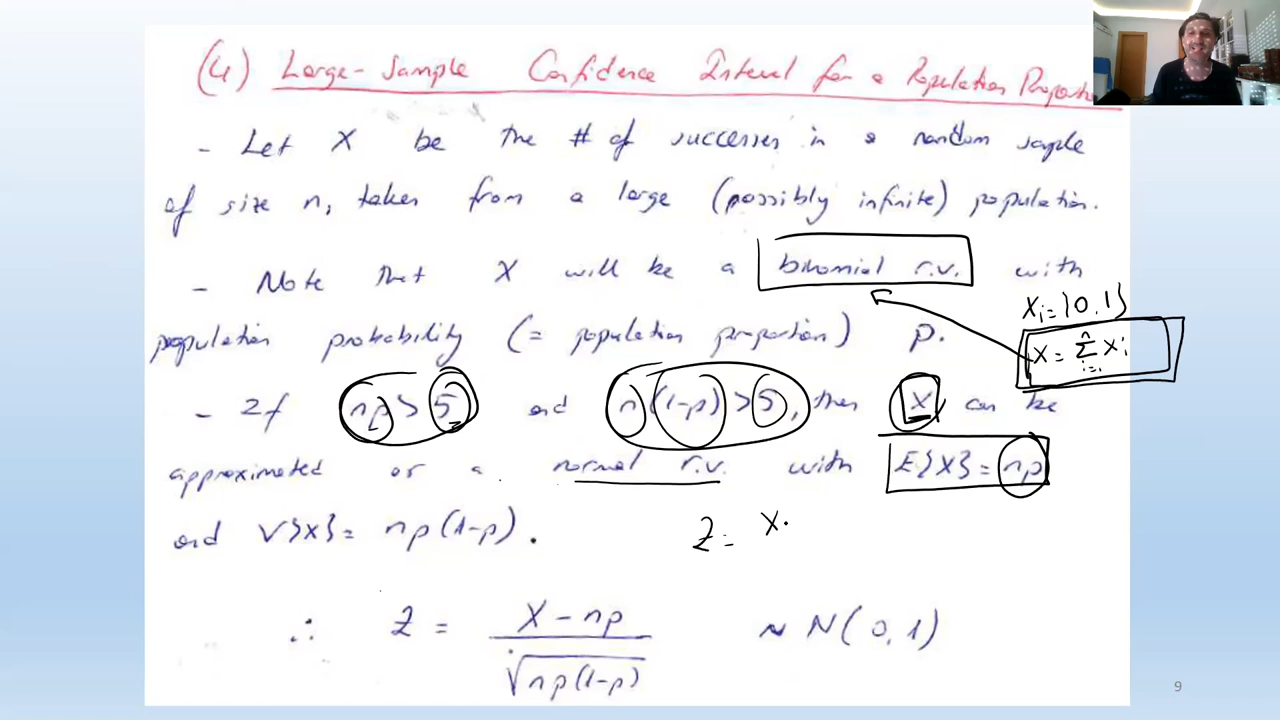 (4) Large-Sample Confidence Interval for a Population Proport
- Let X be the # of successes in a random sample
of size n, taken from a large (possibly infinite) population.
- Note that X will be a binomial r.v. with
Xi={0,1}
population probability (= population proportion) p.
X = Σ Xi
n
i=1
- If np>5 and n(1-p)>5, then X can be
approximated as a normal r.v. with E{X}= np
and V{X}= np(1-p).
Z= X-
∴ Z = X-np / √np(1-p) ~ N(0,1)
9